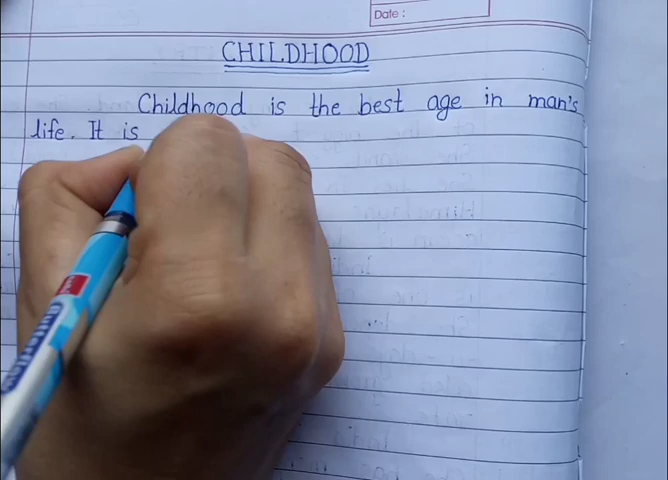 Date :
CHILDHOOD
Childhood is the best age in man's
life. It is